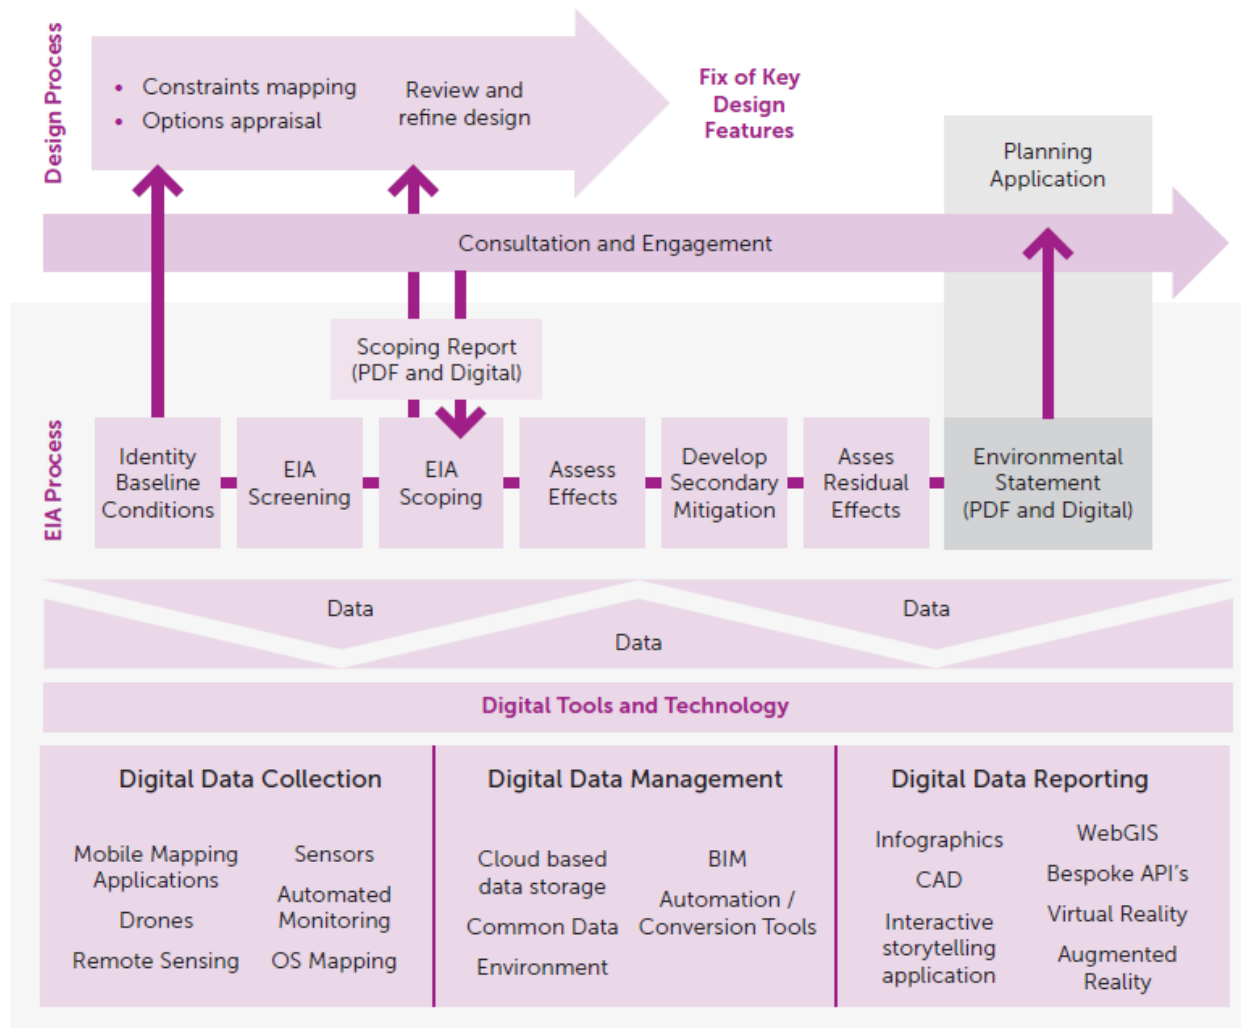 Design Process
• Constraints mapping
• Options appraisal
Review and
refine design
Fix of Key
Design
Features
Planning
Application
Consultation and Engagement
Scoping Report
(PDF and Digital)
EIA Process
Identity
Baseline
Conditions
EIA
Screening
EIA
Scoping
Assess
Effects
Develop
Secondary
Mitigation
Asses
Residual
Effects
Environmental
Statement
(PDF and Digital)
Data
Data
Data
Digital Tools and Technology
Digital Data Collection
Mobile Mapping
Applications
Drones
Remote Sensing
Sensors
Automated
Monitoring
OS Mapping
Digital Data Management
Cloud based
data storage
Common Data
Environment
BIM
Automation /
Conversion Tools
Digital Data Reporting
Infographics
CAD
Interactive
storytelling
application
WebGIS
Bespoke API's
Virtual Reality
Augmented
Reality